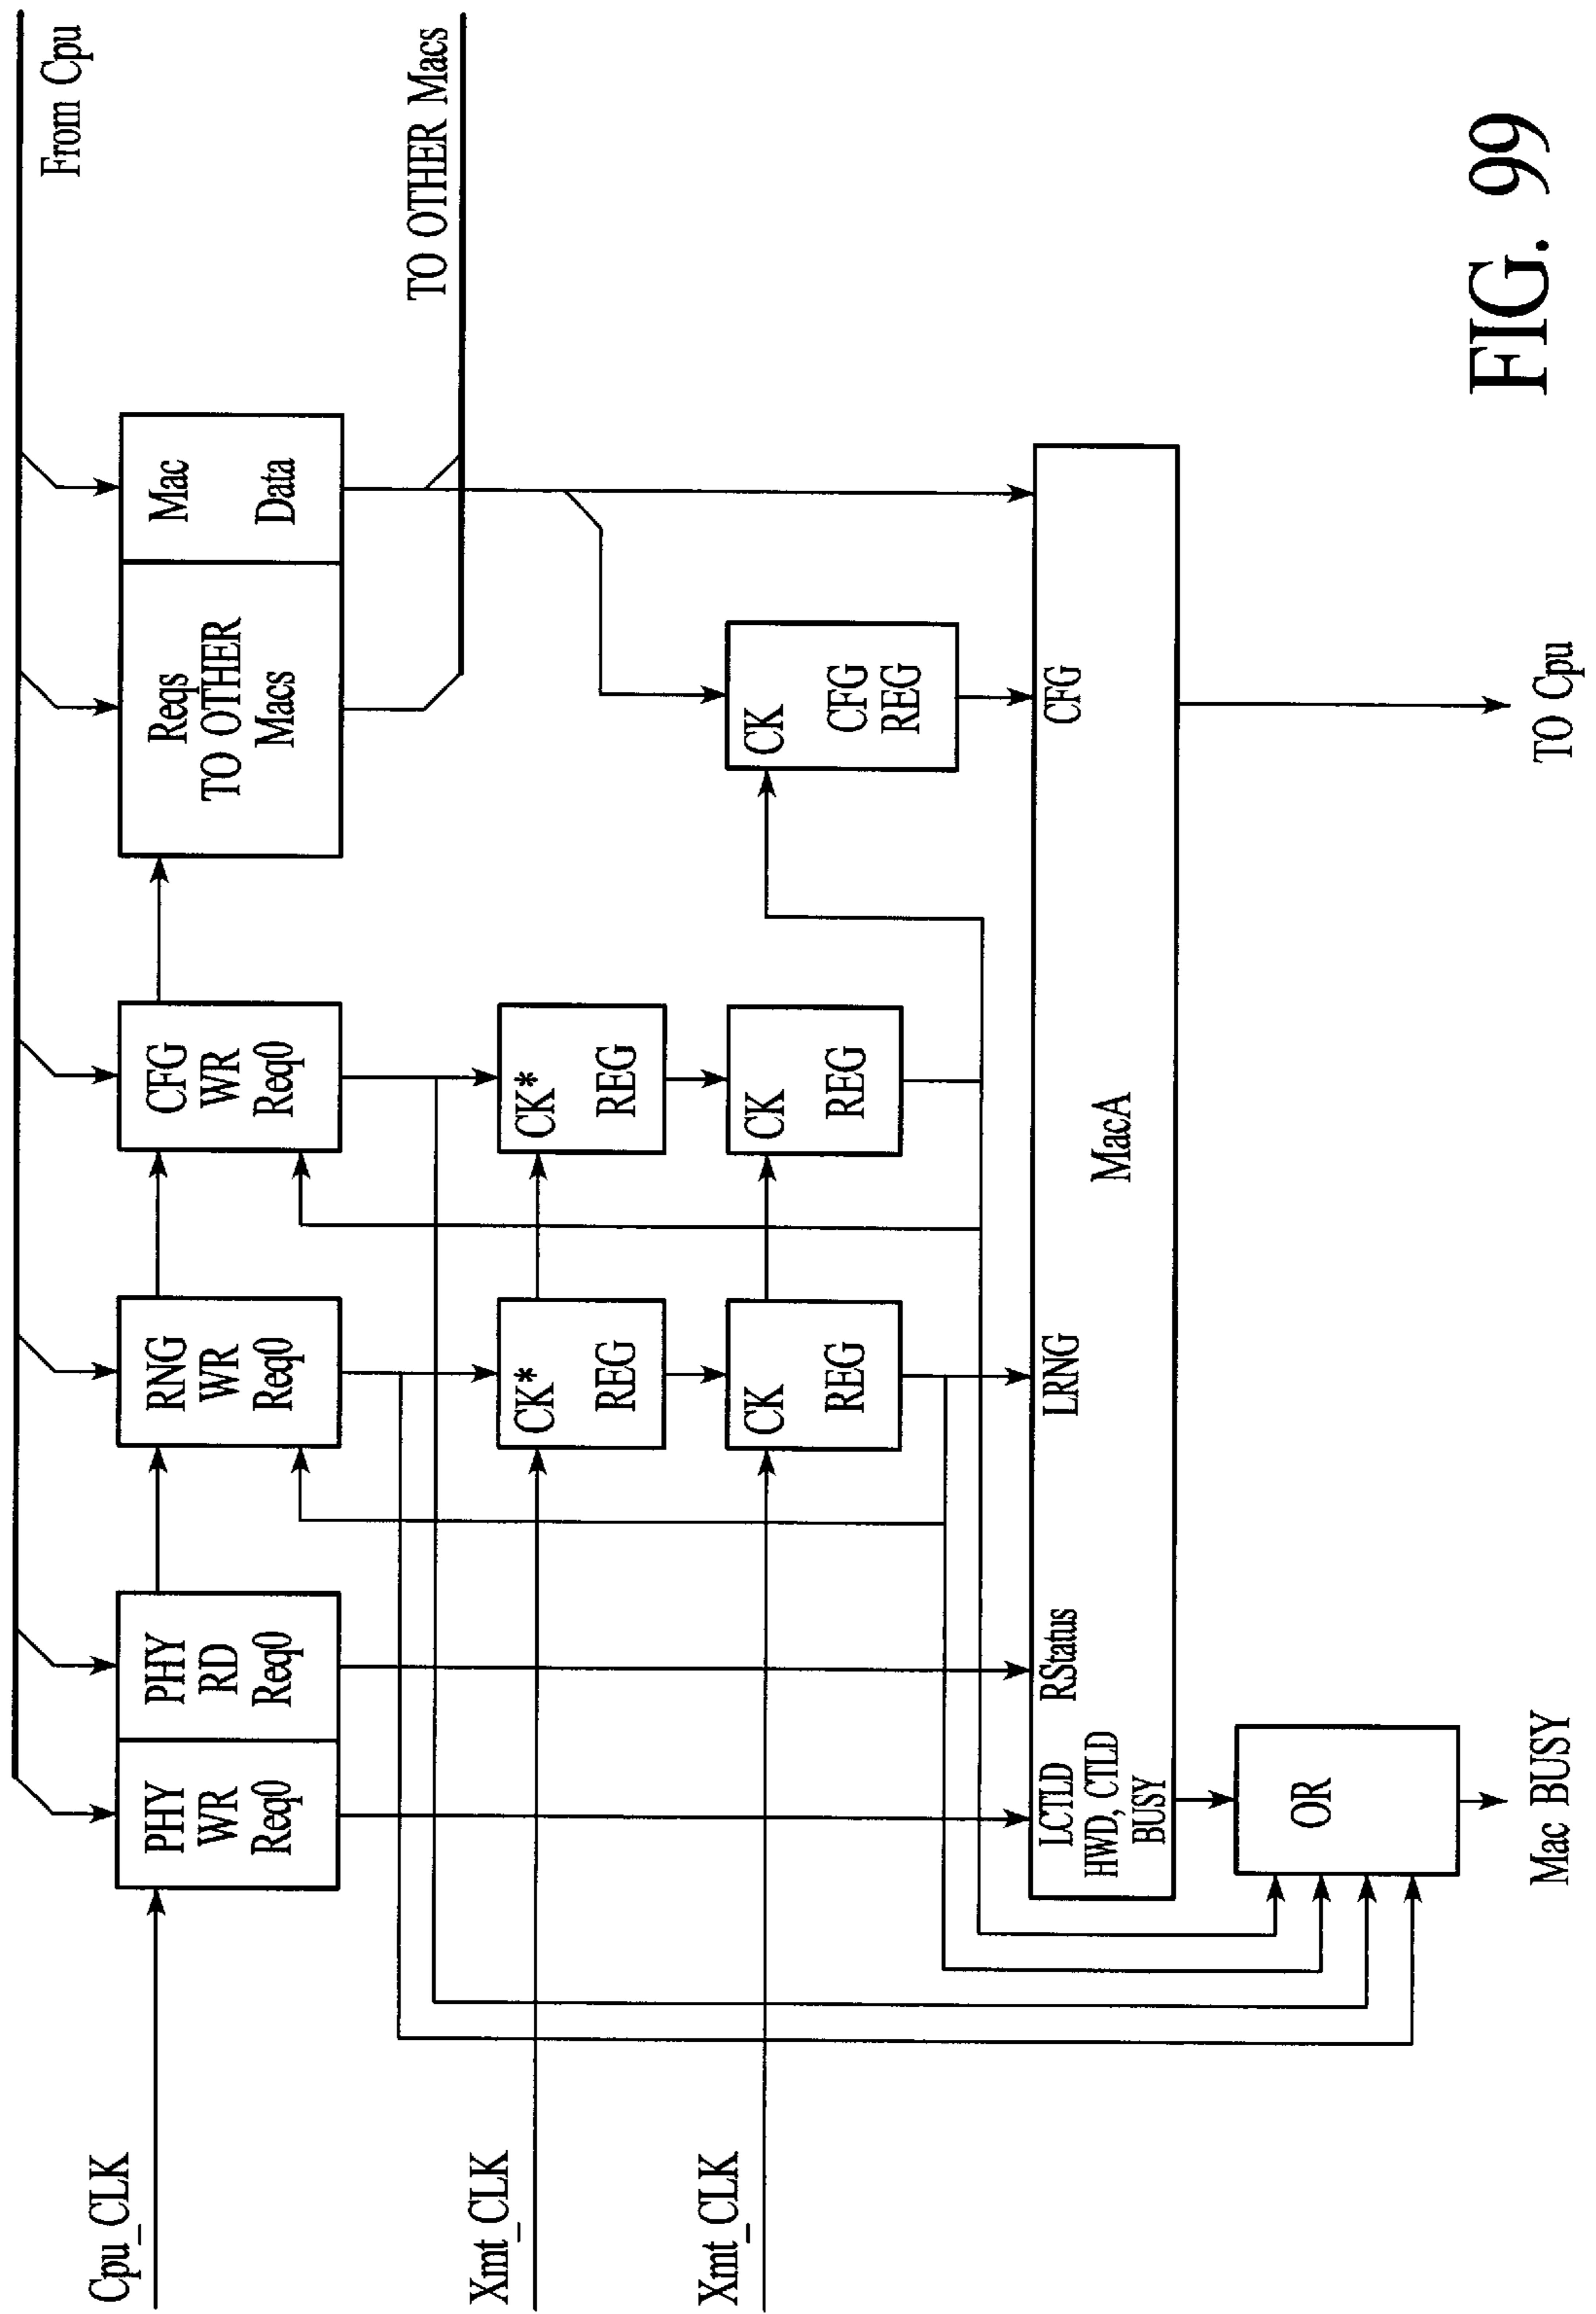 From Cpu
Cpu_CLK
PHY
WR
Req0
PHY
RD
Req0
RNG
WR
Req0
CFG
WR
Req0
Reqs
TO OTHER
Macs
Mac
Data
TO OTHER Macs
Xmt_CLK
CK*
REG
CK*
REG
Xmt_CLK
CK
REG
CK
REG
CK
CFG
REG
LCTLD
HWD, CTLD
BUSY
RStatus
LRNG
CFG
MacA
OR
Mac BUSY
TO Cpu
FIG. 99